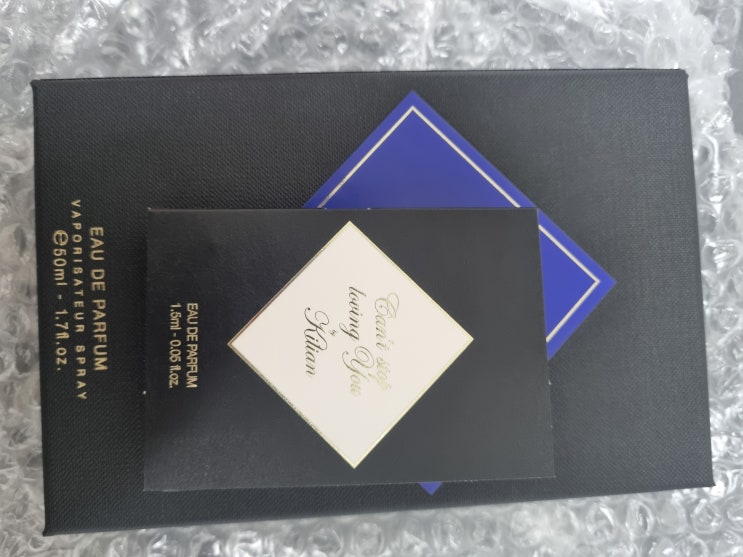 EAU DE PARFUM
VAPORISATEUR SPRAY
℮50ml - 1.7fl.oz.
Can't stop
loving You
by
Kilian
EAU DE PARFUM
1.5ml - 0.05 fl.oz.